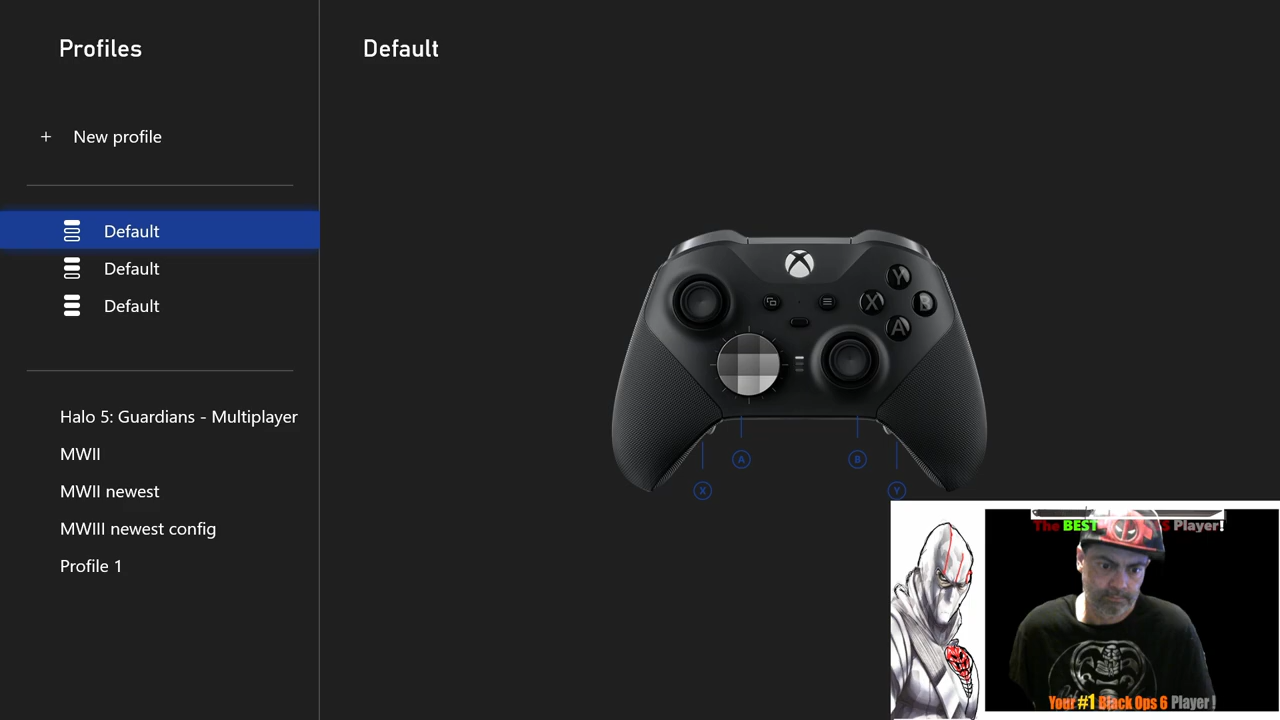 Profiles
Default
+ New profile
Default
Default
Default
Halo 5: Guardians - Multiplayer
MWII
MWII newest
MWIII newest config
Profile 1
Y
X
B
A
A
B
X
Y
The BEST
Player!
Your #1 Black Ops 6 Player !